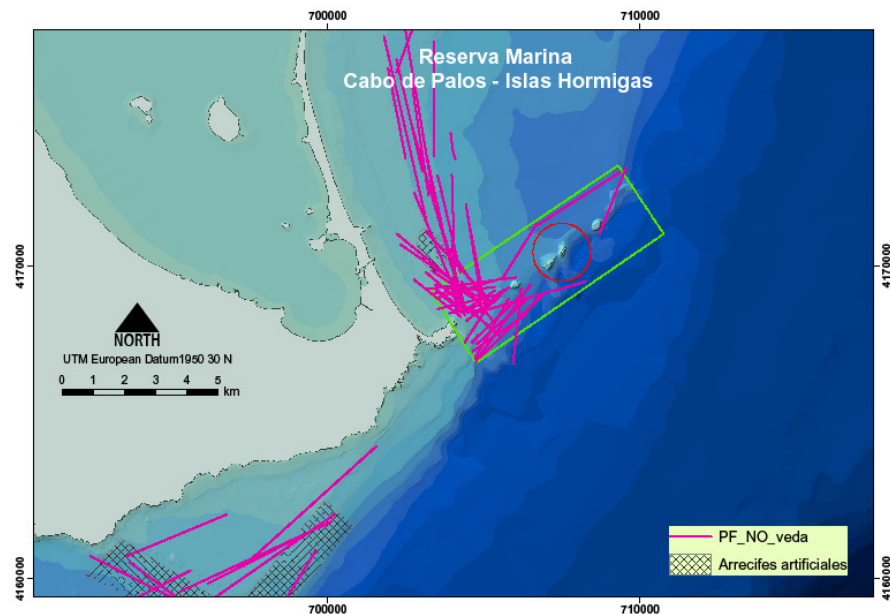 700000
710000
Reserva Marina
Cabo de Palos - Islas Hormigas
4170000
4170000
NORTH
UTM European Datum1950 30 N
0 1 2 3 4 5
km
PF_NO_veda
Arrecifes artificiales
4160000
4160000
700000
710000